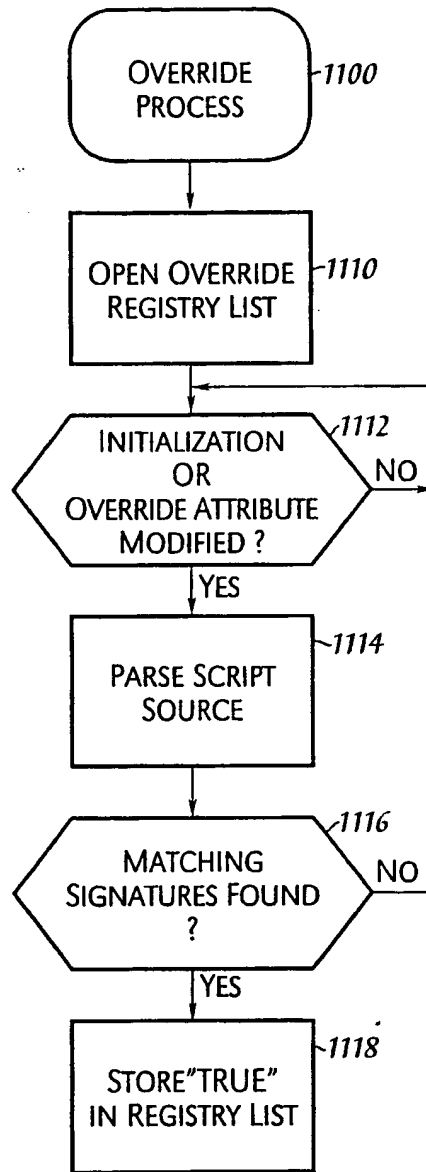 OVERRIDE
PROCESS
1100
OPEN OVERRIDE
REGISTRY LIST
1110
INITIALIZATION
OR
OVERRIDE ATTRIBUTE
MODIFIED ?
1112
NO
YES
PARSE SCRIPT
SOURCE
1114
MATCHING
SIGNATURES FOUND
?
1116
NO
YES
STORE"TRUE"
IN REGISTRY LIST
1118